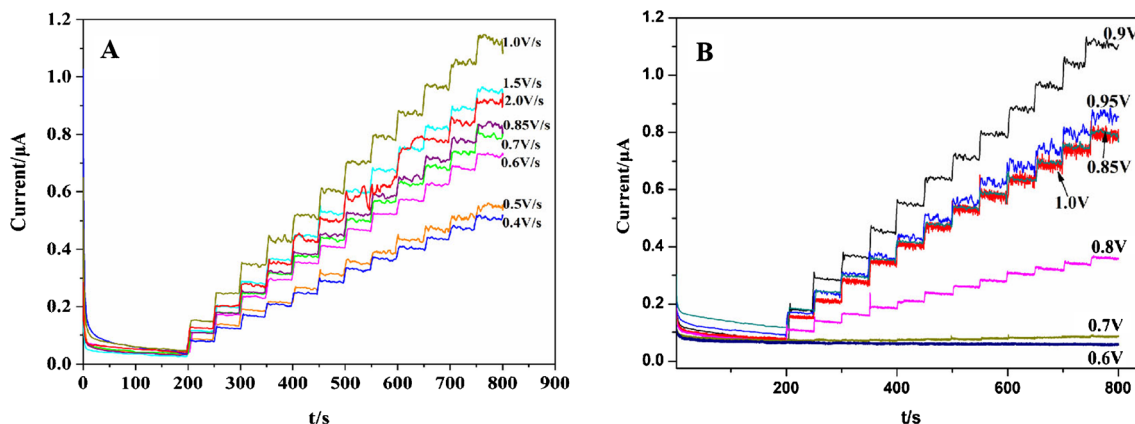 A
Current/μA
1.2
1.0
0.8
0.6
0.4
0.2
0.0
1.0V/s
1.5V/s
2.0V/s
0.85V/s
0.7V/s
0.6V/s
0.5V/s
0.4V/s
0 100 200 300 400 500 600 700 800 900
t/s
B
Current/μA
1.2
1.0
0.8
0.6
0.4
0.2
0.0
0.9V
0.95V
0.85V
1.0V
0.8V
0.7V
0.6V
200 400 600 800
t/s